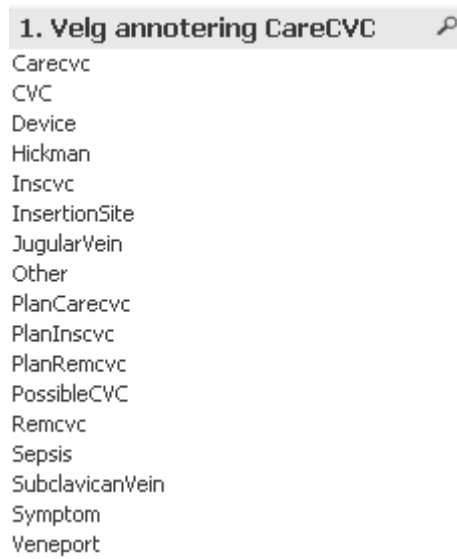 1. Velg annotering CareCVC
Carecvc
CVC
Device
Hickman
Inscvc
InsertionSite
JugularVein
Other
PlanCarecvc
PlanInscvc
PlanRemcvc
PossibleCVC
Remcvc
Sepsis
SubclavicanVein
Symptom
Veneport